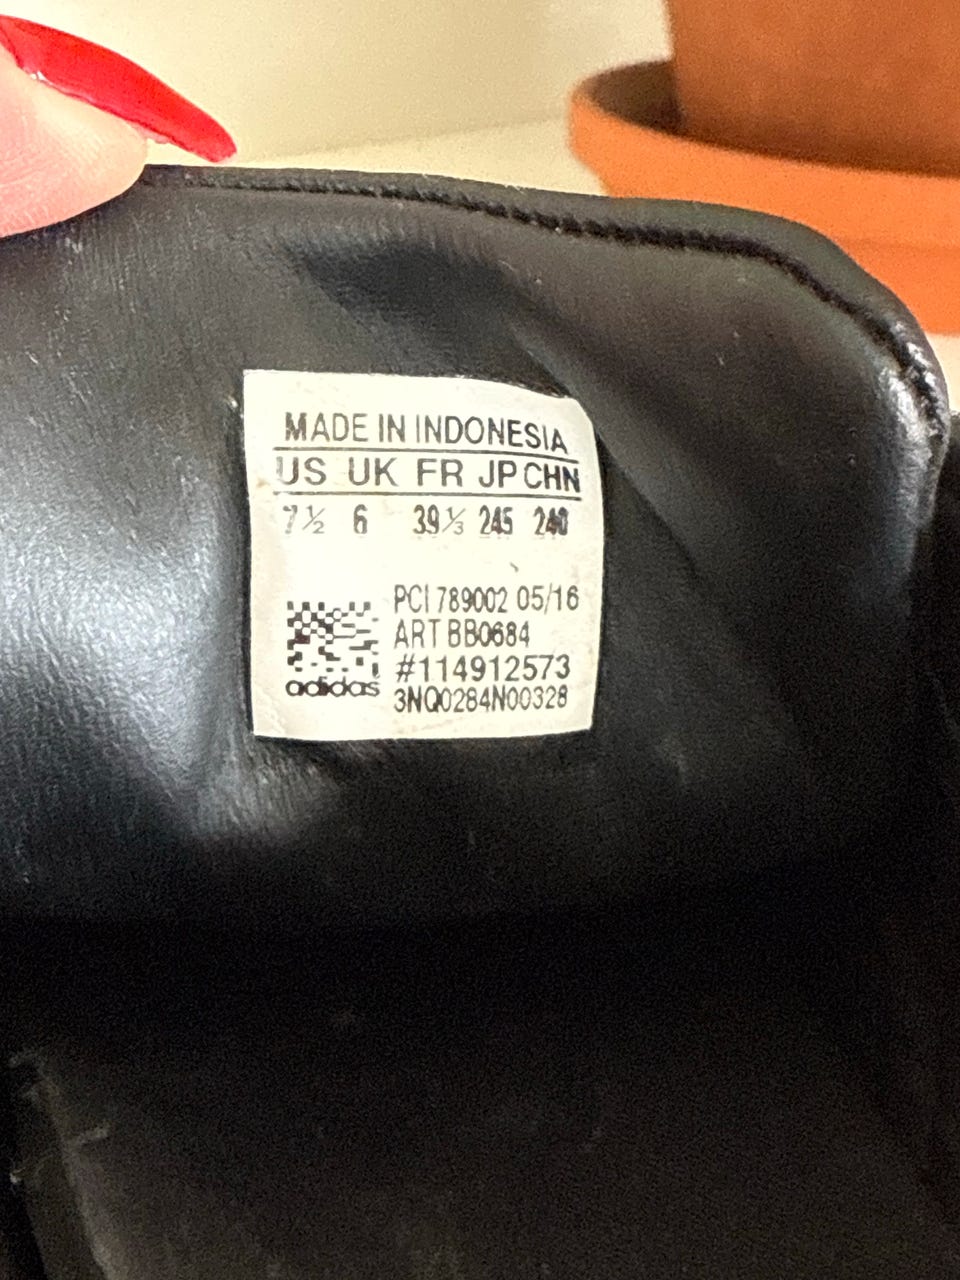 MADE IN INDONESIA
US UK FR JP CHN
7½ 6 39⅓ 245 240
PCI 789002 05/16
ART BB0684
#114912573
adidas
3NQ0284N00328